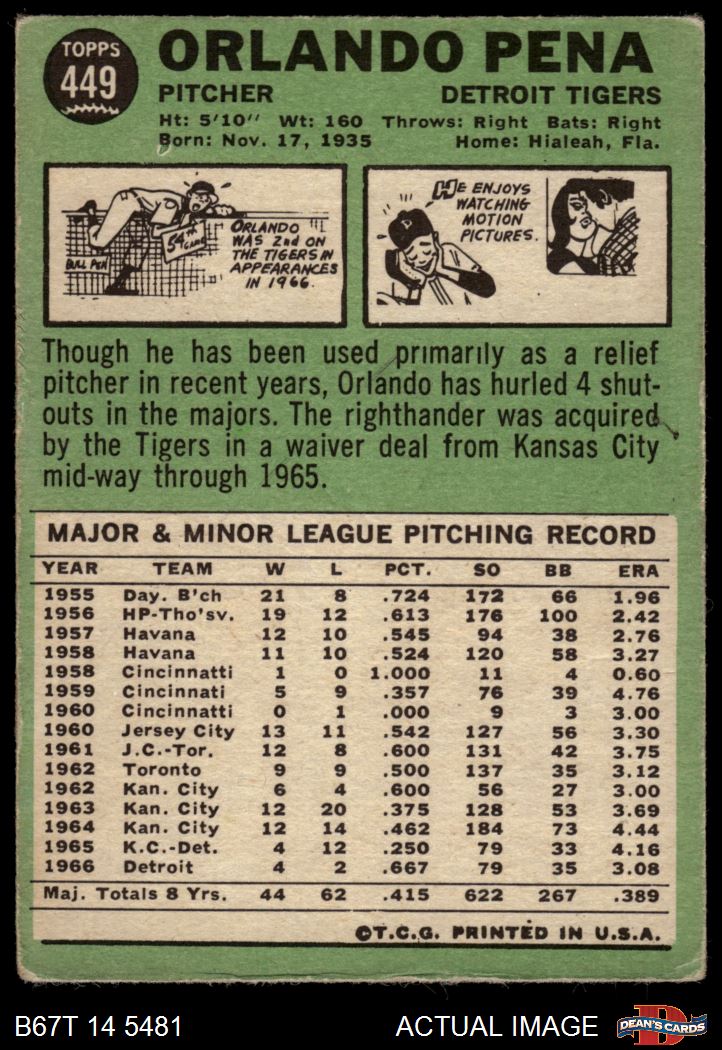 TOPPS
449
ORLANDO PENA
PITCHER DETROIT TIGERS
Ht: 5'10" Wt: 160 Throws: Right Bats: Right
Born: Nov. 17, 1935 Home: Hialeah, Fla.
54TH
GAME
BULL PEN
ORLANDO
WAS 2nd ON
THE TIGERS IN
APPEARANCES
IN 1966.
HE ENJOYS
WATCHING
MOTION
PICTURES.
Though he has been used primarily as a relief
pitcher in recent years, Orlando has hurled 4 shut-
outs in the majors. The righthander was acquired
by the Tigers in a waiver deal from Kansas City
mid-way through 1965.
MAJOR & MINOR LEAGUE PITCHING RECORD
YEAR TEAM W L PCT. SO BB ERA
1955 Day. B'ch 21 8 .724 172 66 1.96
1956 HP-Tho'sv. 19 12 .613 176 100 2.42
1957 Havana 12 10 .545 94 38 2.76
1958 Havana 11 10 .524 120 58 3.27
1958 Cincinnatti 1 0 1.000 11 4 0.60
1959 Cincinnati 5 9 .357 76 39 4.76
1960 Cincinnatti 0 1 .000 9 3 3.00
1960 Jersey City 13 11 .542 127 56 3.30
1961 J.C.-Tor. 12 8 .600 131 42 3.75
1962 Toronto 9 9 .500 137 35 3.12
1962 Kan. City 6 4 .600 56 27 3.00
1963 Kan. City 12 20 .375 128 53 3.69
1964 Kan. City 12 14 .462 184 73 4.44
1965 K.C.-Det. 4 12 .250 79 33 4.16
1966 Detroit 4 2 .667 79 35 3.08
Maj. Totals 8 Yrs. 44 62 .415 622 267 .389
©T.C.G. PRINTED IN U.S.A.
B67T 14 5481 ACTUAL IMAGE
D
DEAN'S CARDS